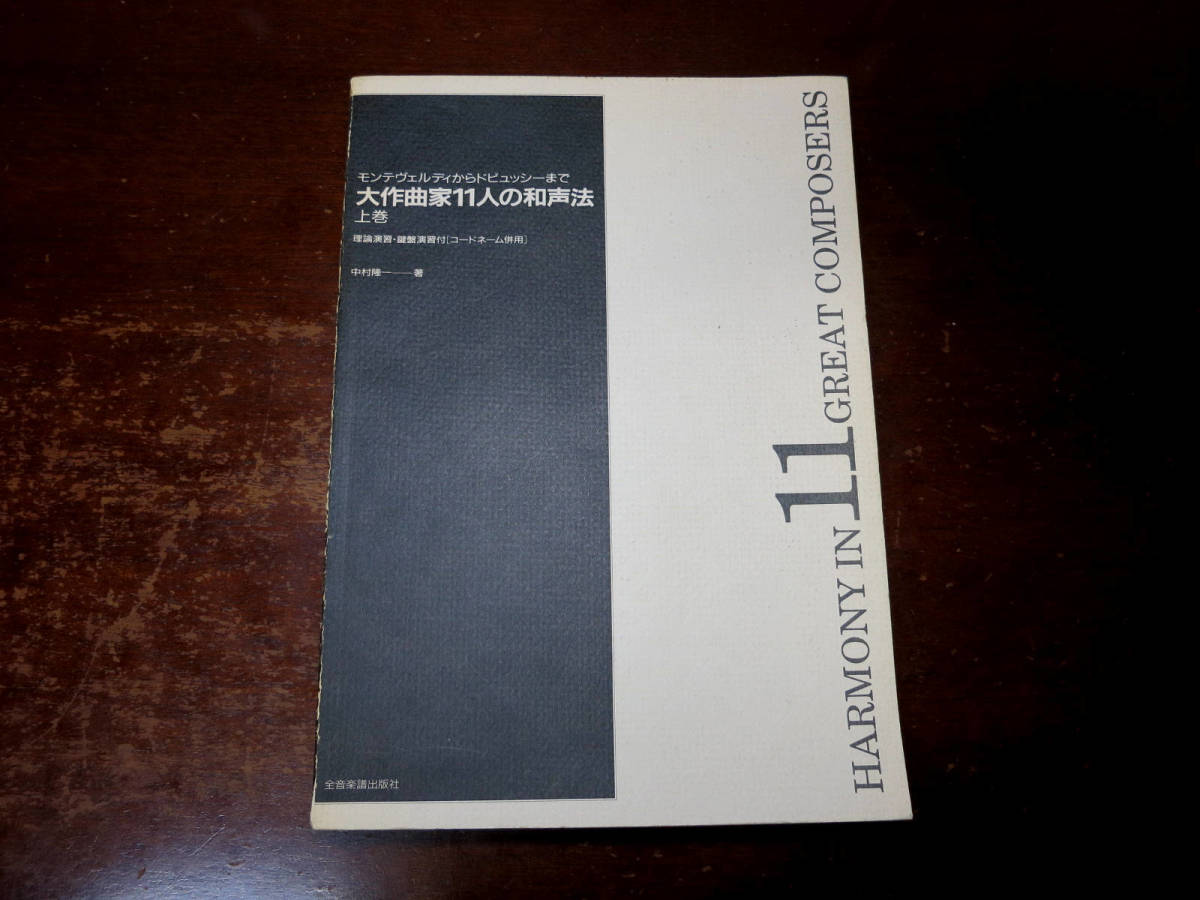 モンテヴェルディからドビュッシーまで
大作曲家11人の和声法
上巻
理論演習・鍵盤演習付[コードネーム併用]
中村隆一――著
全音楽譜出版社
HARMONY IN 11 GREAT COMPOSERS